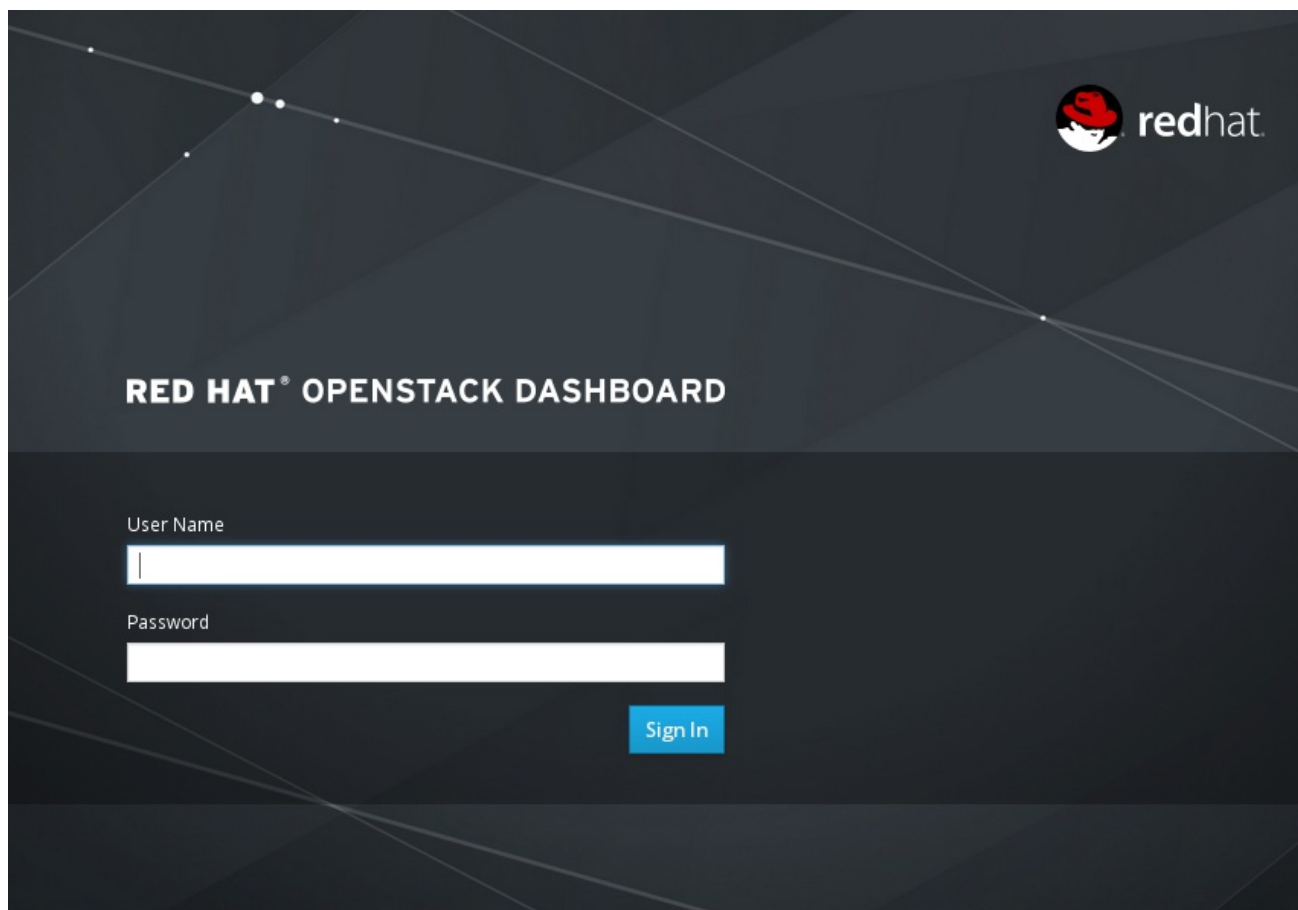 redhat.
RED HAT® OPENSTACK DASHBOARD
User Name
Password
Sign In